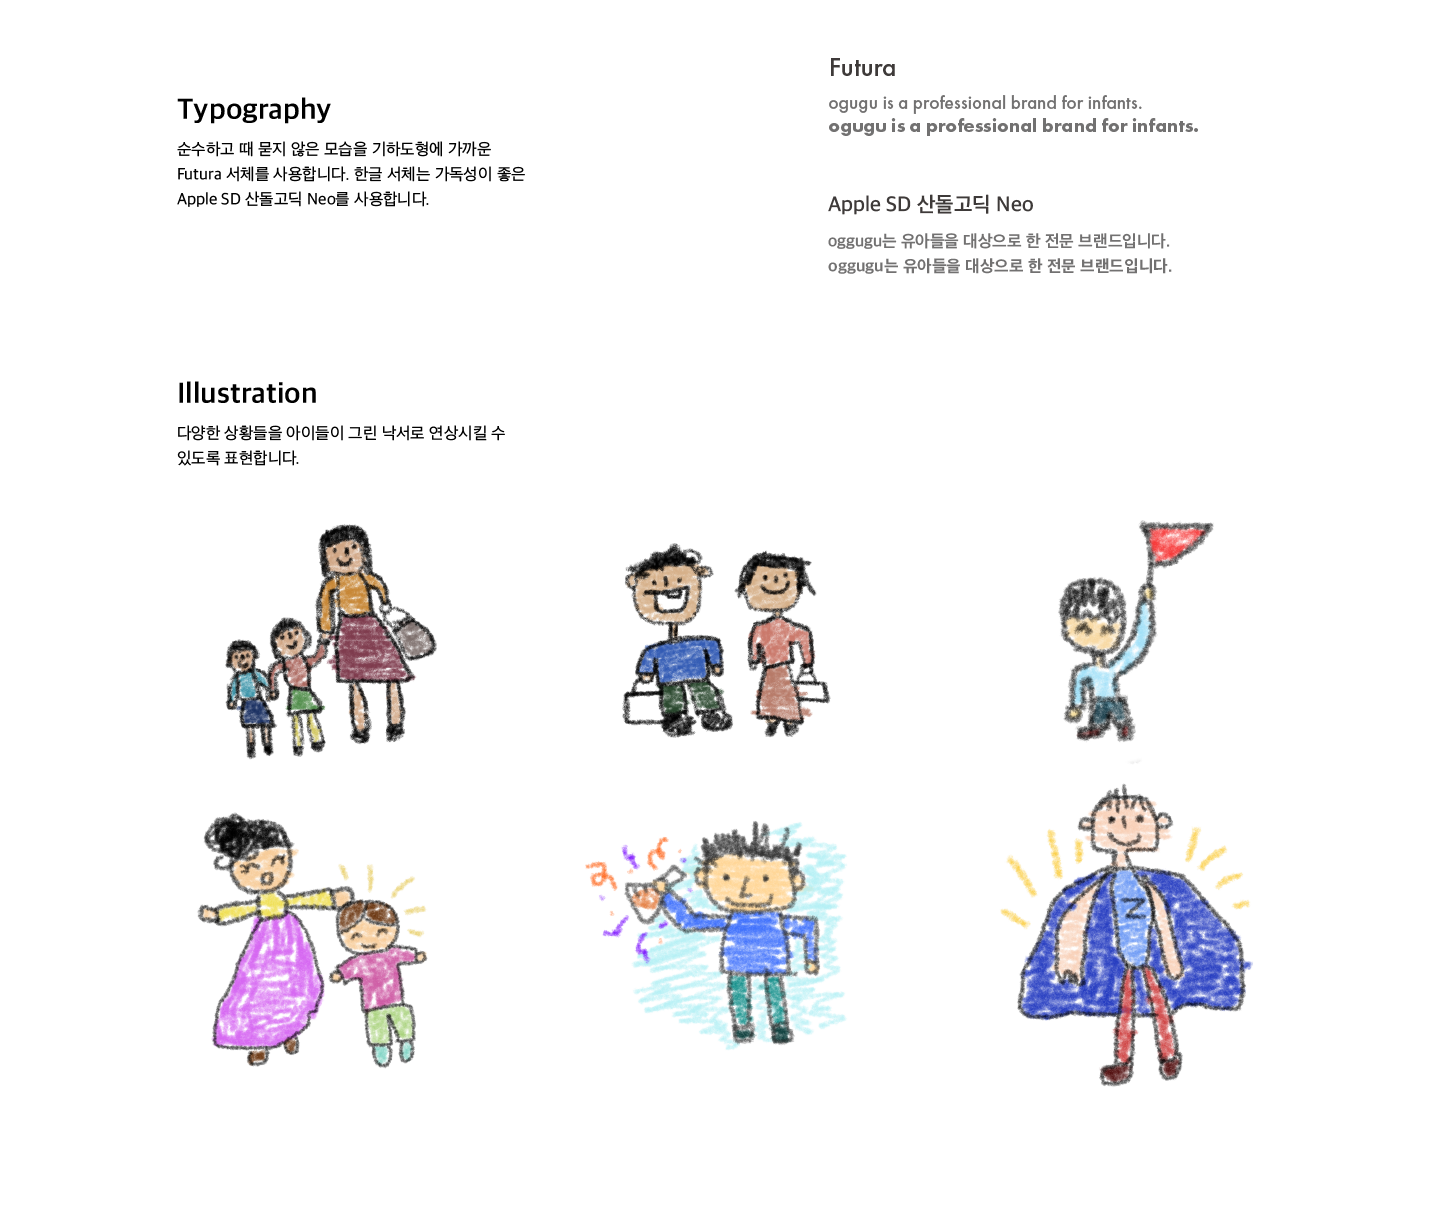 Typography
순수하고 때 묻지 않은 모습을 기하도형에 가까운
Futura 서체를 사용합니다. 한글 서체는 가독성이 좋은
Apple SD 산돌고딕 Neo를 사용합니다.
Futura
ogugu is a professional brand for infants.
ogugu is a professional brand for infants.
Apple SD 산돌고딕 Neo
oggugu는 유아들을 대상으로 한 전문 브랜드입니다.
oggugu는 유아들을 대상으로 한 전문 브랜드입니다.
Illustration
다양한 상황들을 아이들이 그린 낙서로 연상시킬 수
있도록 표현합니다.
N